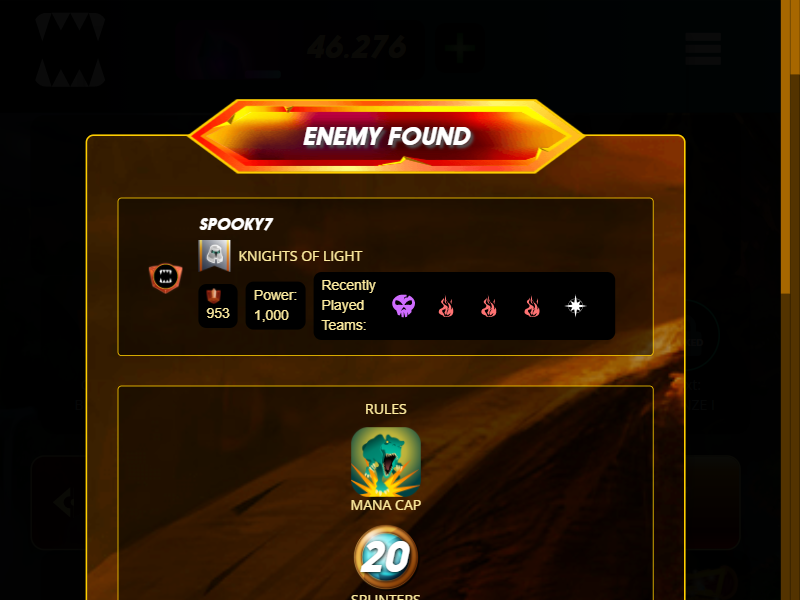 46.276
ENEMY FOUND
SPOOKY7
KNIGHTS OF LIGHT
953
Power:
1,000
Recently
Played
Teams:
RULES
MANA CAP
20
SPLINTERS